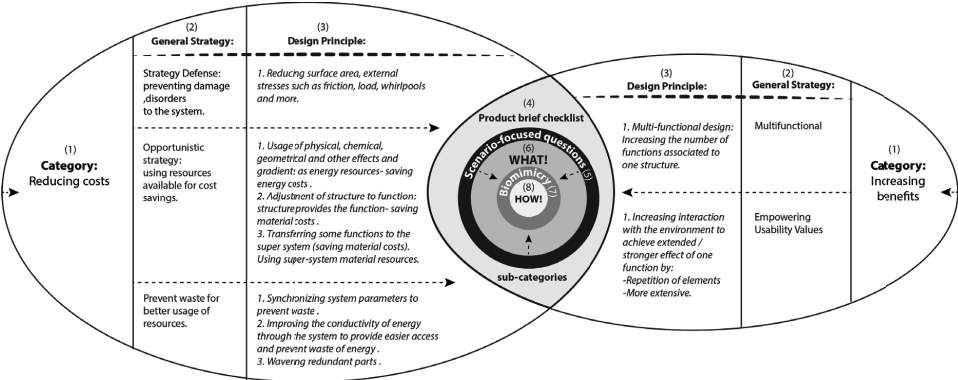 (1)
Category:
Reducing costs
(2)
General Strategy:
Strategy Defense:
preventing damage
,disorders
to the system.
Opportunistic
strategy:
using resources
available for cost
savings.
Prevent waste for
better usage of
resources.
(3)
Design Principle:
1. Reducing surface area, external
stresses such as friction, load, whirlpools
and more.
1. Usage of physical, chemical,
geometrical and other effects and
gradient: as energy resources- saving
energy costs .
2. Adjustment of structure to function:
structure provides the function- saving
material costs .
3. Transferring some functions to the
super system (saving material costs).
Using super-system material resources.
1. Synchronizing system parameters to
prevent waste .
2. Improving the conductivity of energy
through the system to provide easier access
and prevent waste of energy .
3. Wavering redundant parts .
(4)
Product brief checklist
Scenario-focused questions (5)
(6)
WHAT!
Biomimicry (7)
(8)
HOW!
sub-categories
(3)
Design Principle:
1. Multi-functional design:
Increasing the number of
functions associated to
one structure.
1. Increasing interaction
with the environment to
achieve extended /
stronger effect of one
function by:
-Repetition of elements
-More extensive.
(2)
General Strategy:
Multifunctional
Empowering
Usability Values
(1)
Category:
Increasing
benefits